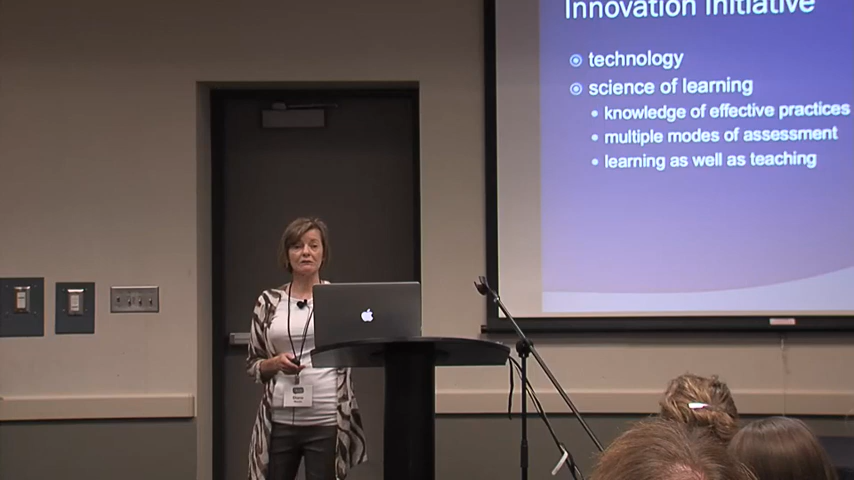 Innovation Initiative
technology
science of learning
knowledge of effective practices
multiple modes of assessment
learning as well as teaching